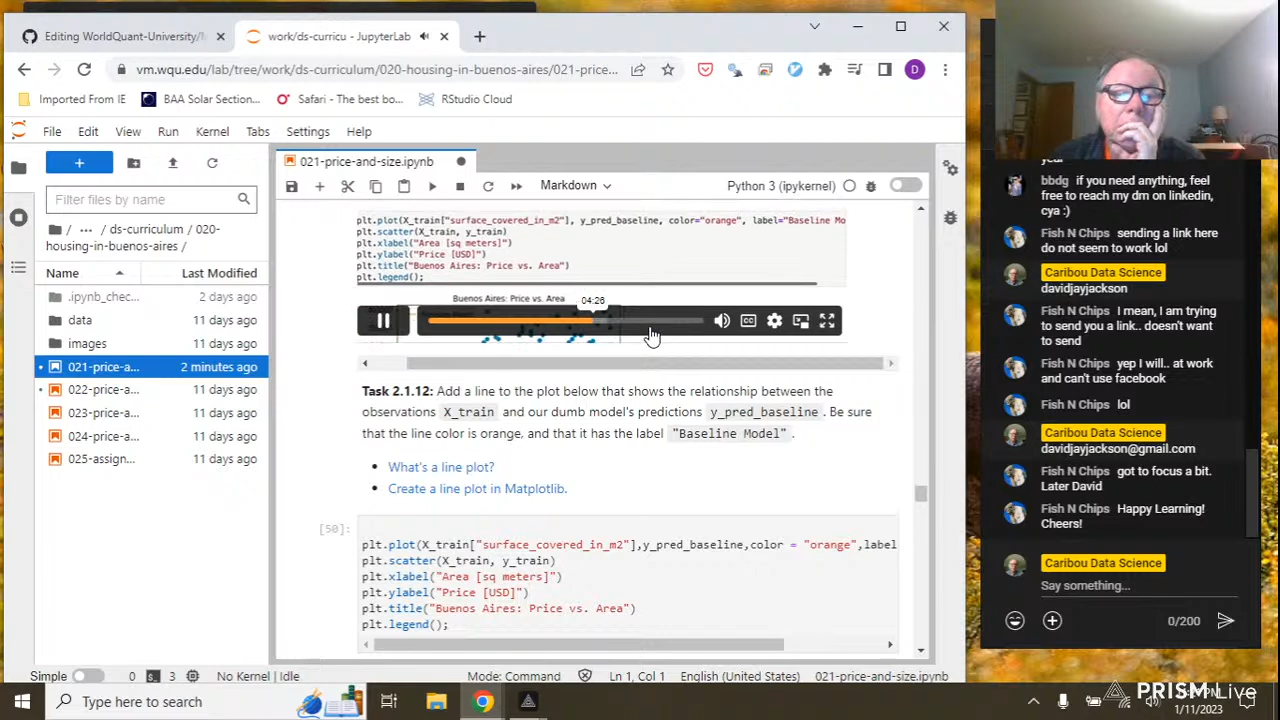 Editing WorldQuant-University/
work/ds-curricu - JupyterLab
vm.wqu.edu/lab/tree/work/ds-curriculum/020-housing-in-buenos-aires/021-price...
D
Imported From IE
BAA Solar Section...
Safari - The best bo...
RStudio Cloud
File Edit View Run Kernel Tabs Settings Help
021-price-and-size.ipynb
Filter files by name
Markdown
Python 3 (ipykernel)
/ ... / ds-curriculum / 020-
housing-in-buenos-aires /
Name Last Modified
.ipynb_chec... 2 days ago
data 11 days ago
images 11 days ago
021-price-a... 2 minutes ago
022-price-a... 11 days ago
023-price-a... 11 days ago
024-price-a... 11 days ago
025-assign... 11 days ago
plt.plot(X_train["surface_covered_in_m2"], y_pred_baseline, color="orange", label="Baseline Mo
plt.scatter(X_train, y_train)
plt.xlabel("Area [sq meters]")
plt.ylabel("Price [USD]")
plt.title("Buenos Aires: Price vs. Area")
plt.legend();
Buenos Aires: Price vs. Area
04:26
CC
Task 2.1.12: Add a line to the plot below that shows the relationship between the
observations X_train and our dumb model's predictions y_pred_baseline. Be sure
that the line color is orange, and that it has the label "Baseline Model".
• What's a line plot?
• Create a line plot in Matplotlib.
[50]:
plt.plot(X_train["surface_covered_in_m2"],y_pred_baseline,color = "orange",label
plt.scatter(X_train, y_train)
plt.xlabel("Area [sq meters]")
plt.ylabel("Price [USD]")
plt.title("Buenos Aires: Price vs. Area")
plt.legend();
Simple 0 3 No Kernel | Idle Mode: Command Ln 1, Col 1 English (United States) 021-price-and-size.ipynb
bbdg if you need anything, feel
free to reach my dm on linkedin,
cya :)
Fish N Chips sending a link here
do not seem to work lol
Caribou Data Science
davidjayjackson
Fish N Chips I mean, I am trying
to send you a link.. doesn't want
to send
Fish N Chips yep I will.. at work
and can't use facebook
Fish N Chips lol
Caribou Data Science
davidjayjackson@gmail.com
Fish N Chips got to focus a bit.
Later David
Fish N Chips Happy Learning!
Cheers!
Caribou Data Science
Say something...
0/200
Type here to search
PRISM Live
1/11/2023